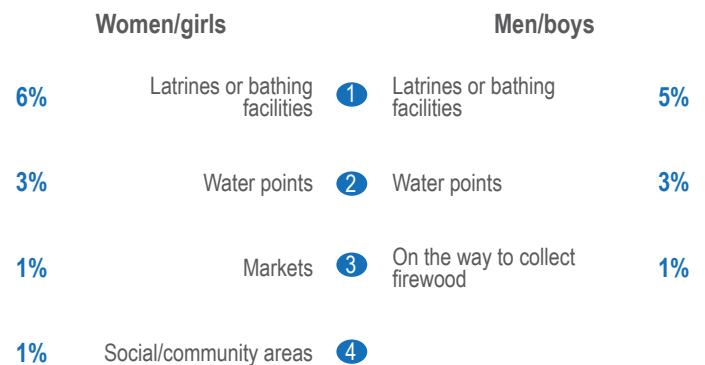 Women/girls Men/boys
6% Latrines or bathing facilities 1 Latrines or bathing facilities 5%
3% Water points 2 Water points 3%
1% Markets 3 On the way to collect firewood 1%
1% Social/community areas 4